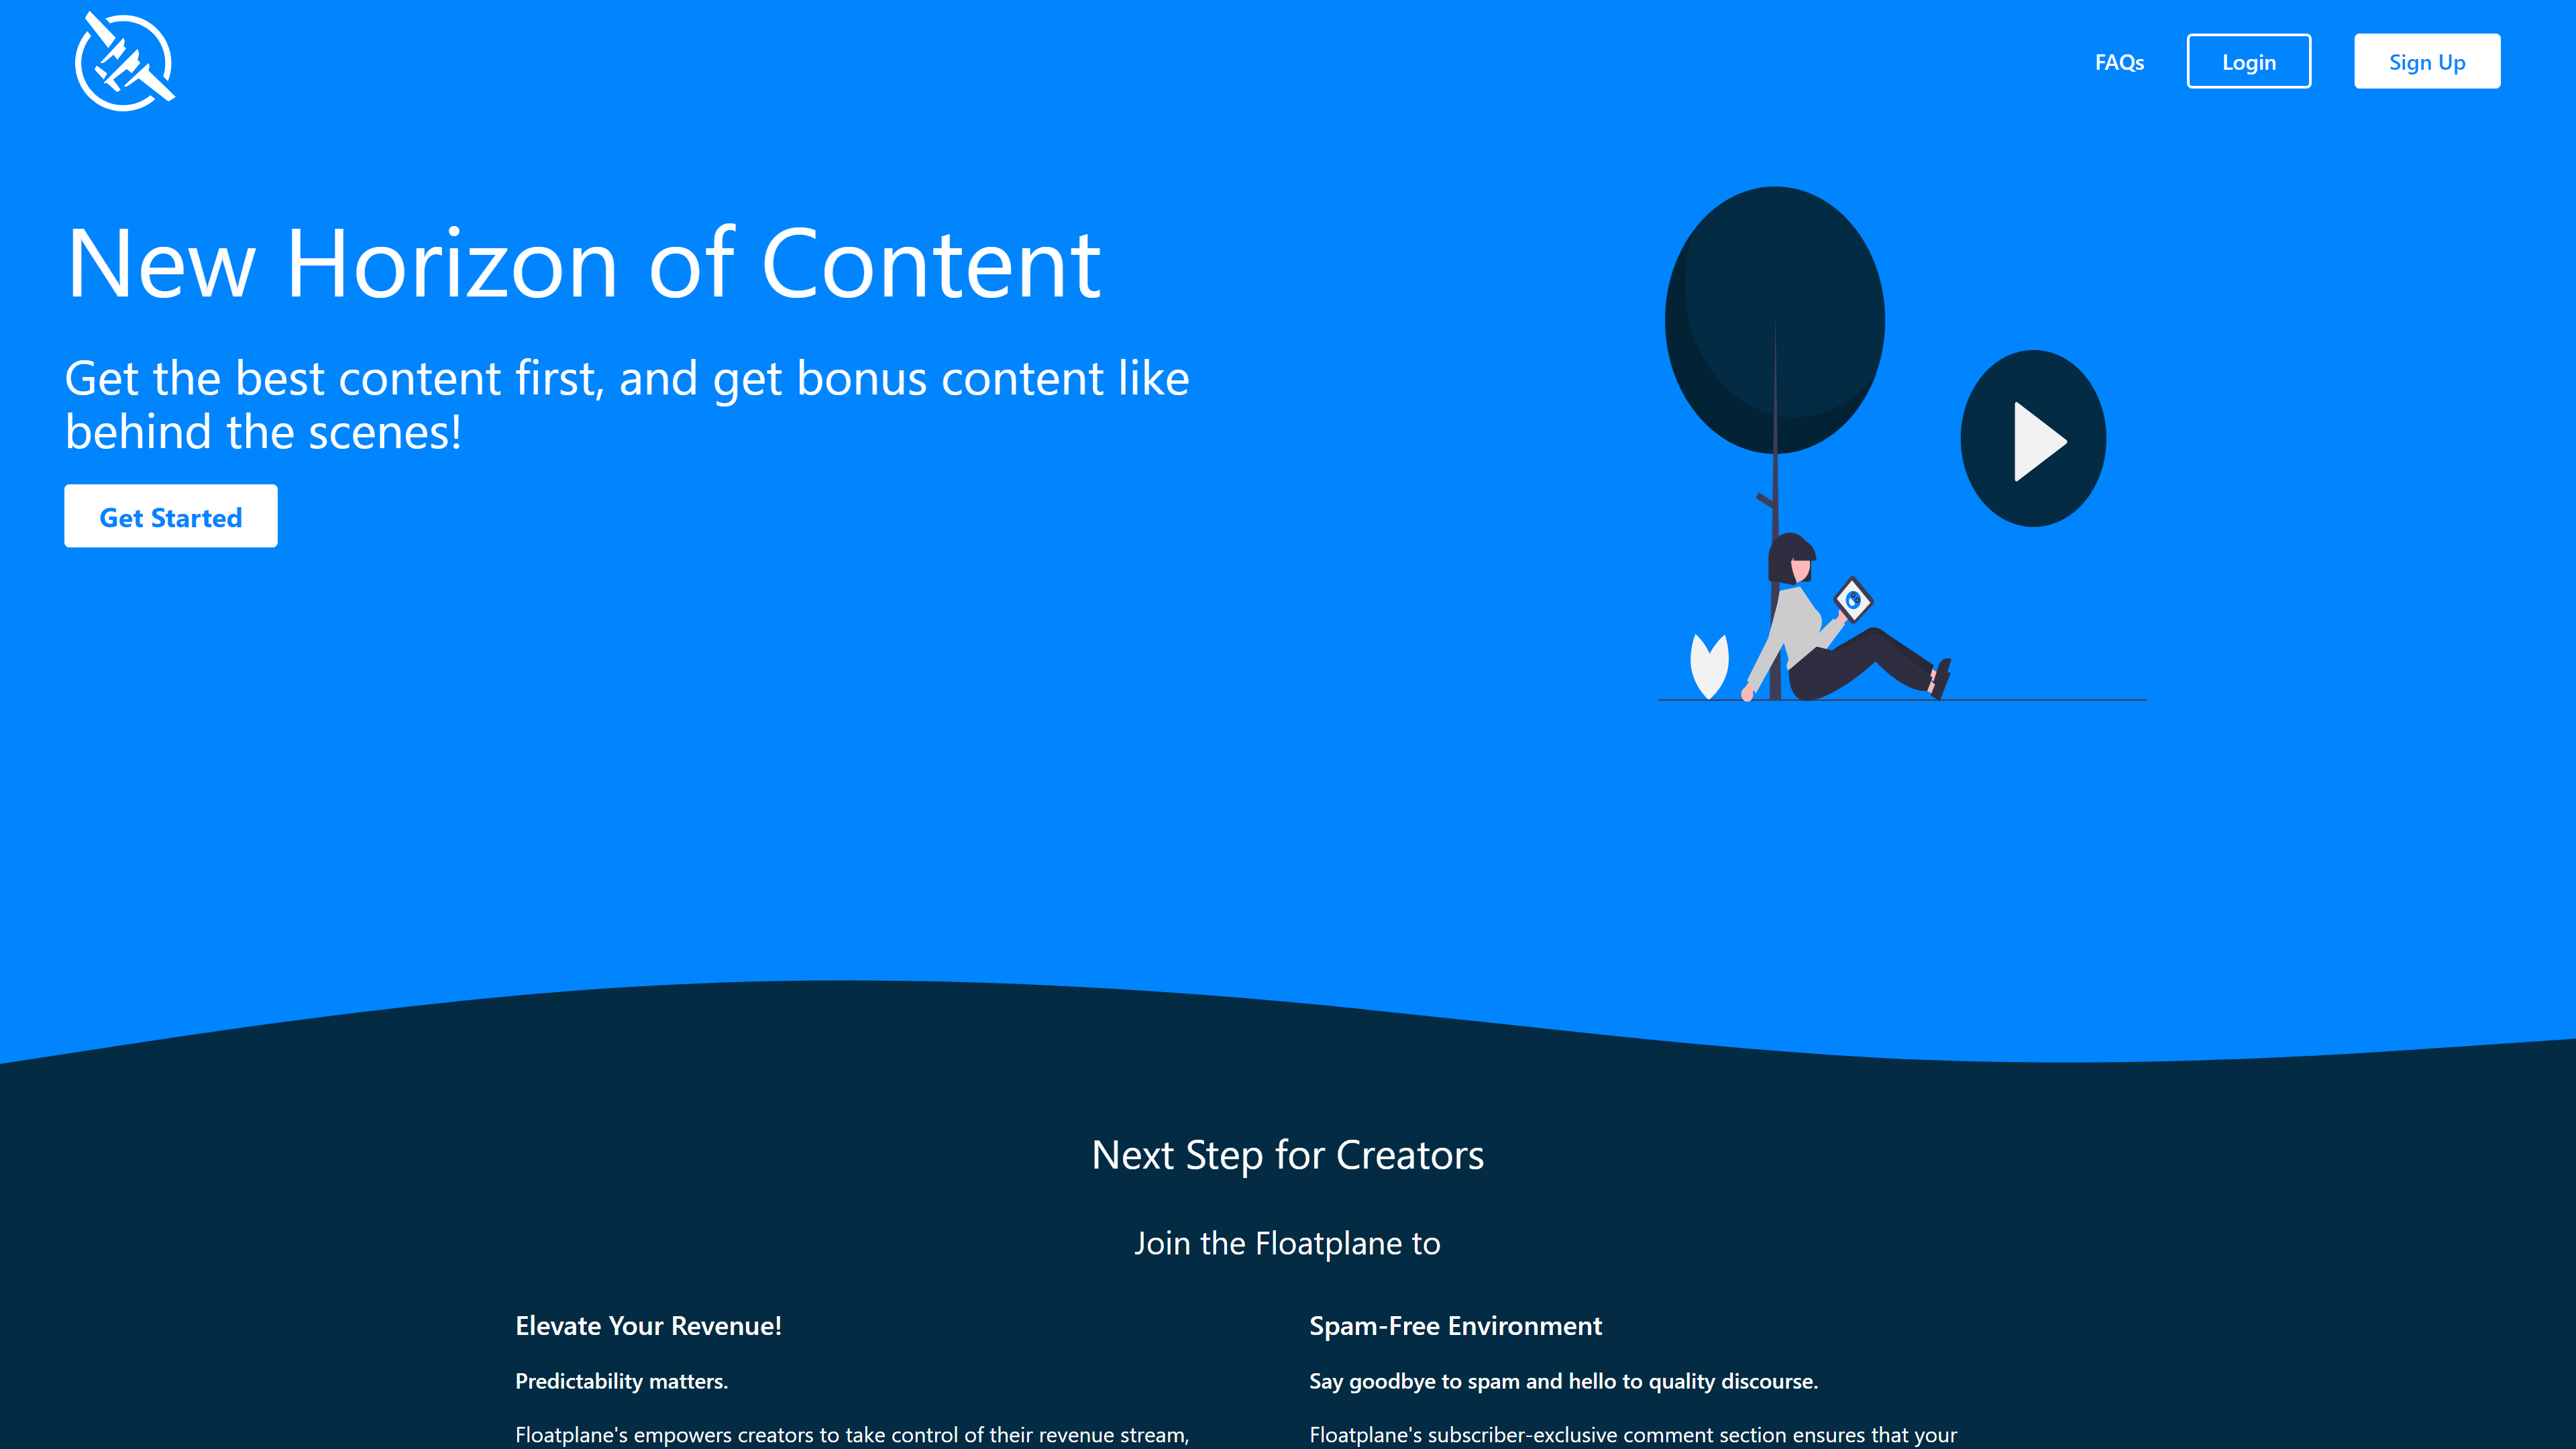 FAQs
Login
Sign Up
New Horizon of Content
Get the best content first, and get bonus content like
behind the scenes!
Get Started
Next Step for Creators
Join the Floatplane to
Elevate Your Revenue!
Predictability matters.
Floatplane's empowers creators to take control of their revenue stream,
Spam-Free Environment
Say goodbye to spam and hello to quality discourse.
Floatplane's subscriber-exclusive comment section ensures that your